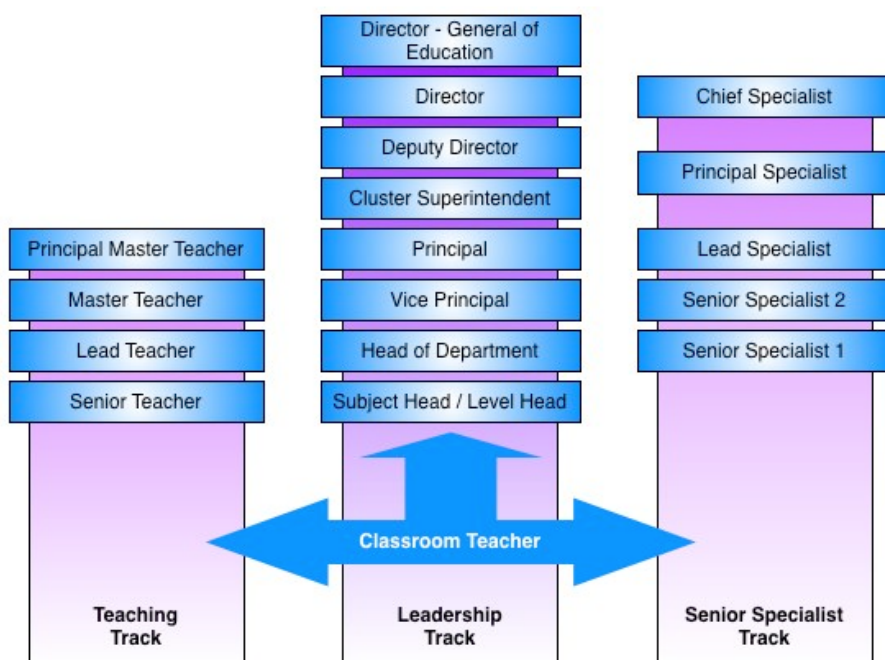 Director - General of
Education
Director
Deputy Director
Cluster Superintendent
Principal
Vice Principal
Head of Department
Subject Head / Level Head
Chief Specialist
Principal Specialist
Lead Specialist
Senior Specialist 2
Senior Specialist 1
Principal Master Teacher
Master Teacher
Lead Teacher
Senior Teacher
Classroom Teacher
Teaching
Track
Leadership
Track
Senior Specialist
Track